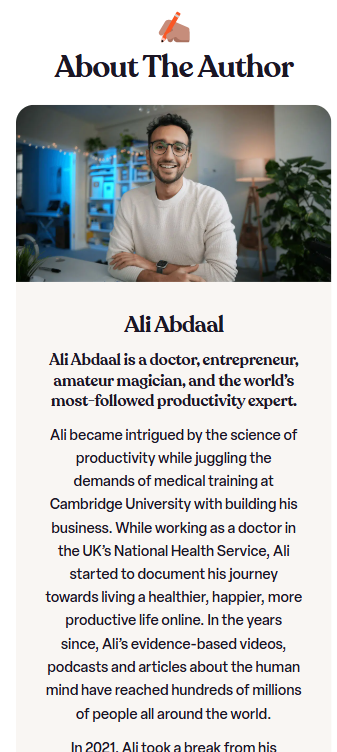 About The Author
Ali Abdaal
Ali Abdaal is a doctor, entrepreneur,
amateur magician, and the world's
most-followed productivity expert.
Ali became intrigued by the science of
productivity while juggling the
demands of medical training at
Cambridge University with building his
business. While working as a doctor in
the UK's National Health Service, Ali
started to document his journey
towards living a healthier, happier, more
productive life online. In the years
since, Ali's evidence-based videos,
podcasts and articles about the human
mind have reached hundreds of millions
of people all around the world.
In 2021, Ali took a break from his